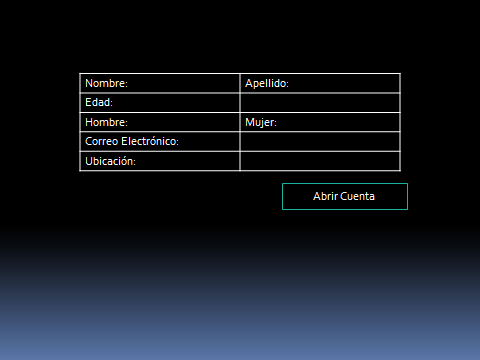 Nombre: Apellido:
Edad:
Hombre: Mujer:
Correo Electrónico:
Ubicación:
Abrir Cuenta